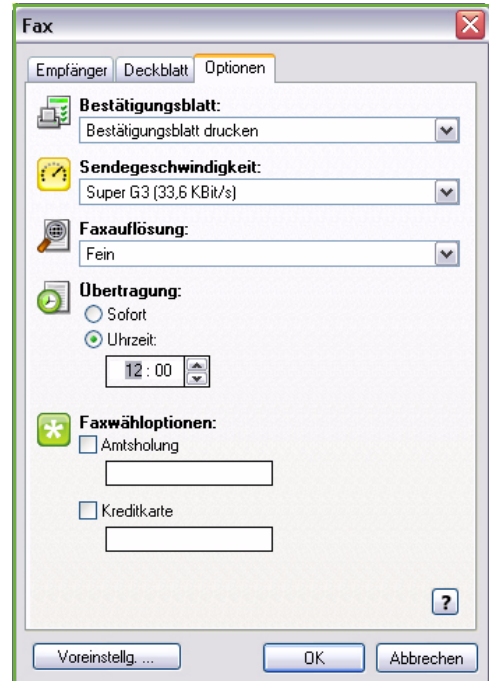 Fax
Empfänger Deckblatt Optionen
Bestätigungsblatt:
Bestätigungsblatt drucken
Sendegeschwindigkeit:
Super G3 (33,6 KBit/s)
Faxauflösung:
Fein
Übertragung:
Sofort
Uhrzeit:
12 : 00
Faxwähloptionen:
Amtsholung
Kreditkarte
?
Voreinstellg. ... OK Abbrechen